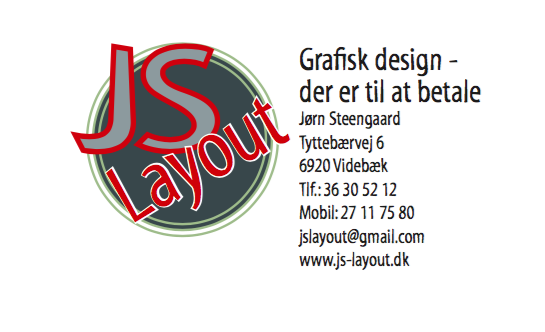 JS
Layout
Grafisk design -
der er til at betale
Jørn Steengaard
Tyttebærvej 6
6920 Videbæk
Tlf.: 36 30 52 12
Mobil: 27 11 75 80
jslayout@gmail.com
www.js-layout.dk